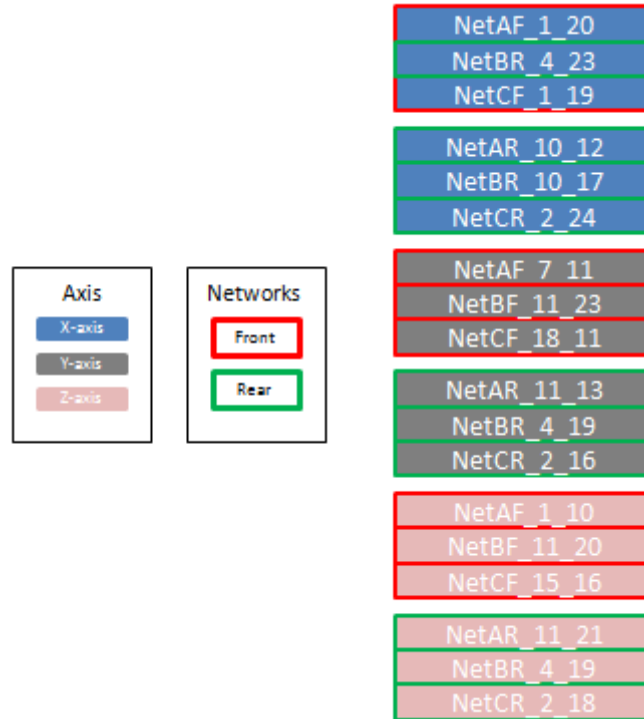 NetAF_1_20
NetBR_4_23
NetCF_1_19
NetAR_10_12
NetBR_10_17
NetCR_2_24
Axis
X-axis
Y-axis
Z-axis
Networks
Front
Rear
NetAF_7_11
NetBF_11_23
NetCF_18_11
NetAR_11_13
NetBR_4_19
NetCR_2_16
NetAF_1_10
NetBF_11_20
NetCF_15_16
NetAR_11_21
NetBR_4_19
NetCR_2_18